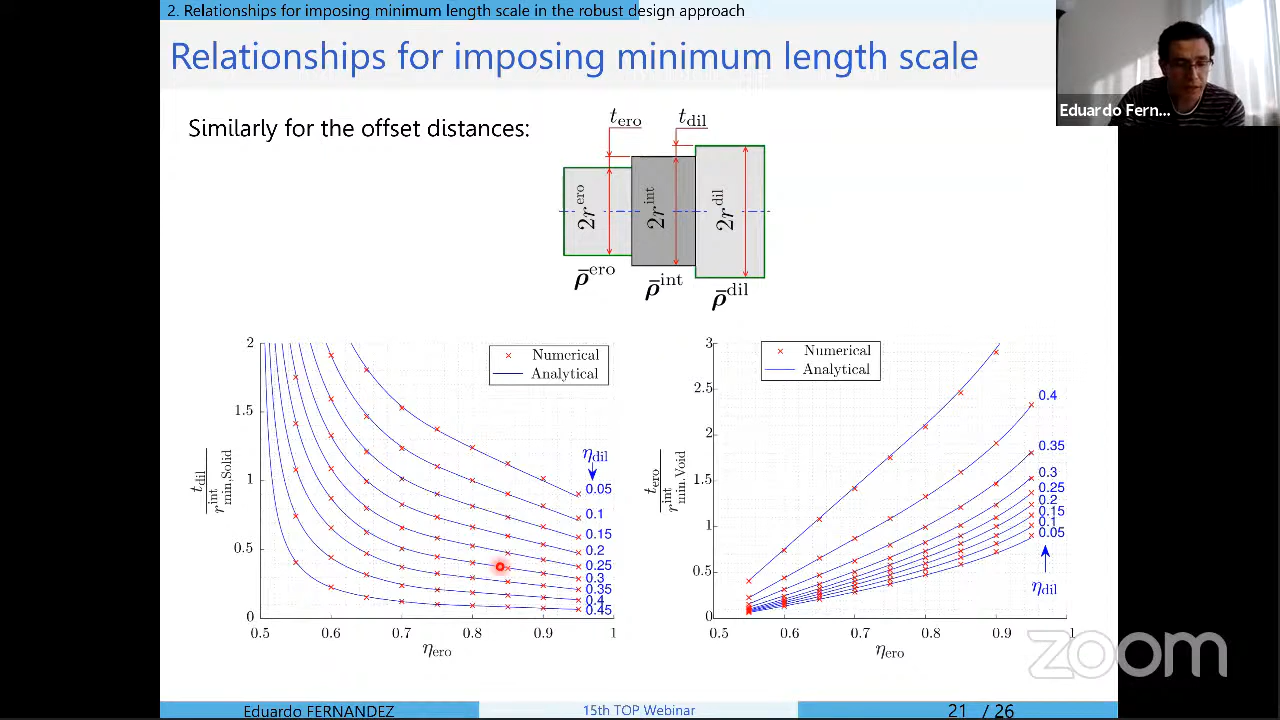 2. Relationships for imposing minimum length scale in the robust design approach
Relationships for imposing minimum length scale
Eduardo Fern...
Similarly for the offset distances:
t_ero
t_dil
2r^ero
2r^int
2r^dil
ρ̄^ero
ρ̄^int
ρ̄^dil
2
1.5
1
0.5
0
t_dil
r^int_min,Solid
Numerical
Analytical
η_dil
0.05
0.1
0.15
0.2
0.25
0.3
0.35
0.4
0.45
0.5 0.6 0.7 0.8 0.9 1
η_ero
3
2.5
2
1.5
1
0.5
0
t_ero
r^int_min.Void
Numerical
Analytical
0.4
0.35
0.3
0.25
0.2
0.15
0.1
0.05
η_dil
0.5 0.6 0.7 0.8 0.9 1
η_ero
zoom
Eduardo FERNANDEZ
15th TOP Webinar
21 / 26